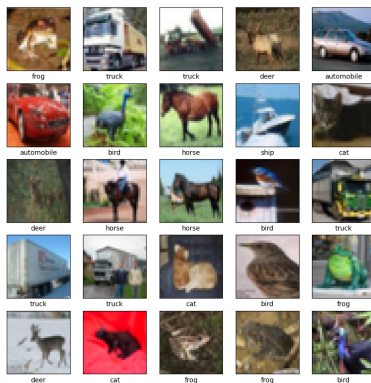 frog truck truck deer automobile
automobile bird horse ship cat
deer horse horse bird truck
truck truck cat bird frog
deer cat frog frog bird